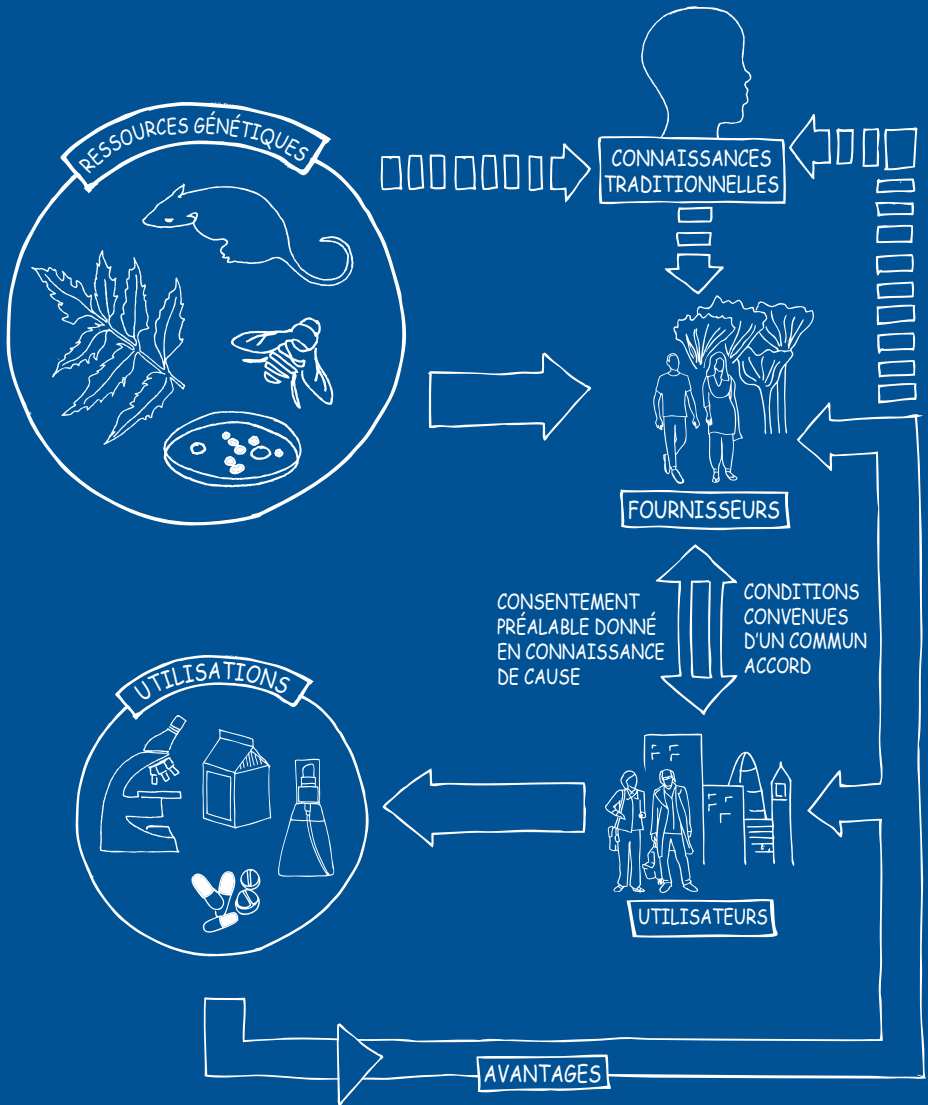 RESSOURCES GÉNÉTIQUES
CONNAISSANCES
TRADITIONNELLES
FOURNISSEURS
CONSENTEMENT
PRÉALABLE DONNÉ
EN CONNAISSANCE
DE CAUSE
CONDITIONS
CONVENUES
D'UN COMMUN
ACCORD
UTILISATIONS
UTILISATEURS
AVANTAGES